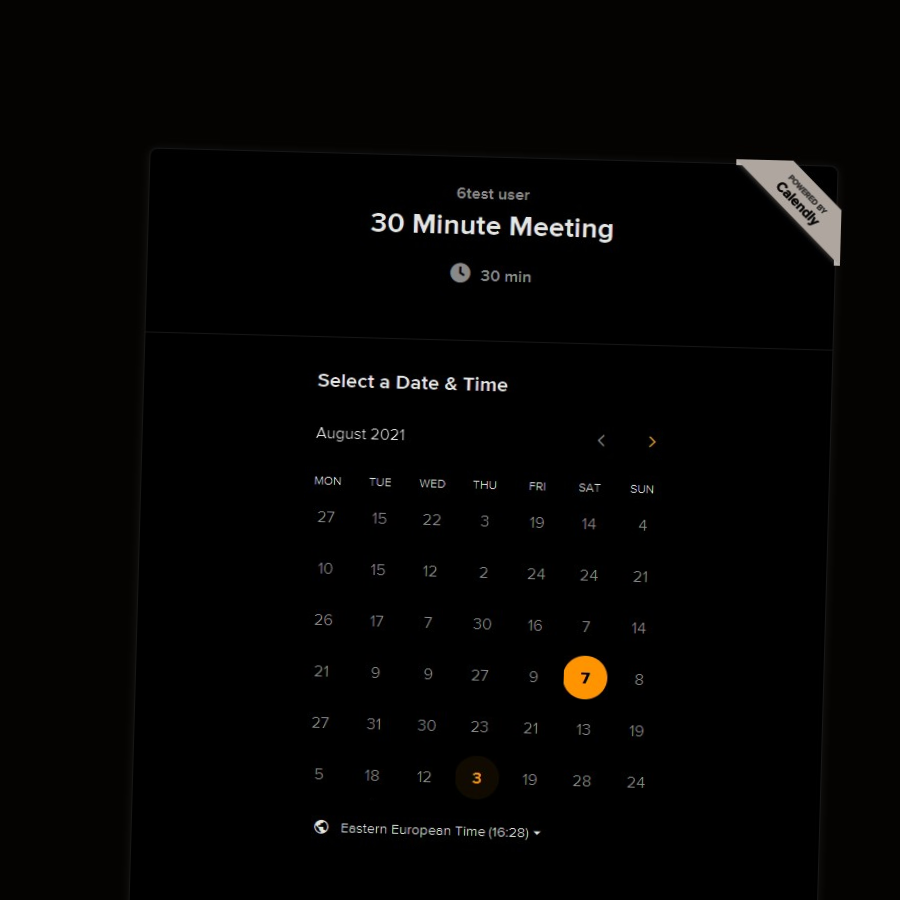 6test user
30 Minute Meeting
30 min
POWERED BY
Calendly
Select a Date & Time
August 2021
MON TUE WED THU FRI SAT SUN
27 15 22 3 19 14 4
10 15 12 2 24 24 21
26 17 7 30 16 7 14
21 9 9 27 9 7 8
27 31 30 23 21 13 19
5 18 12 3 19 28 24
Eastern European Time (16:28)